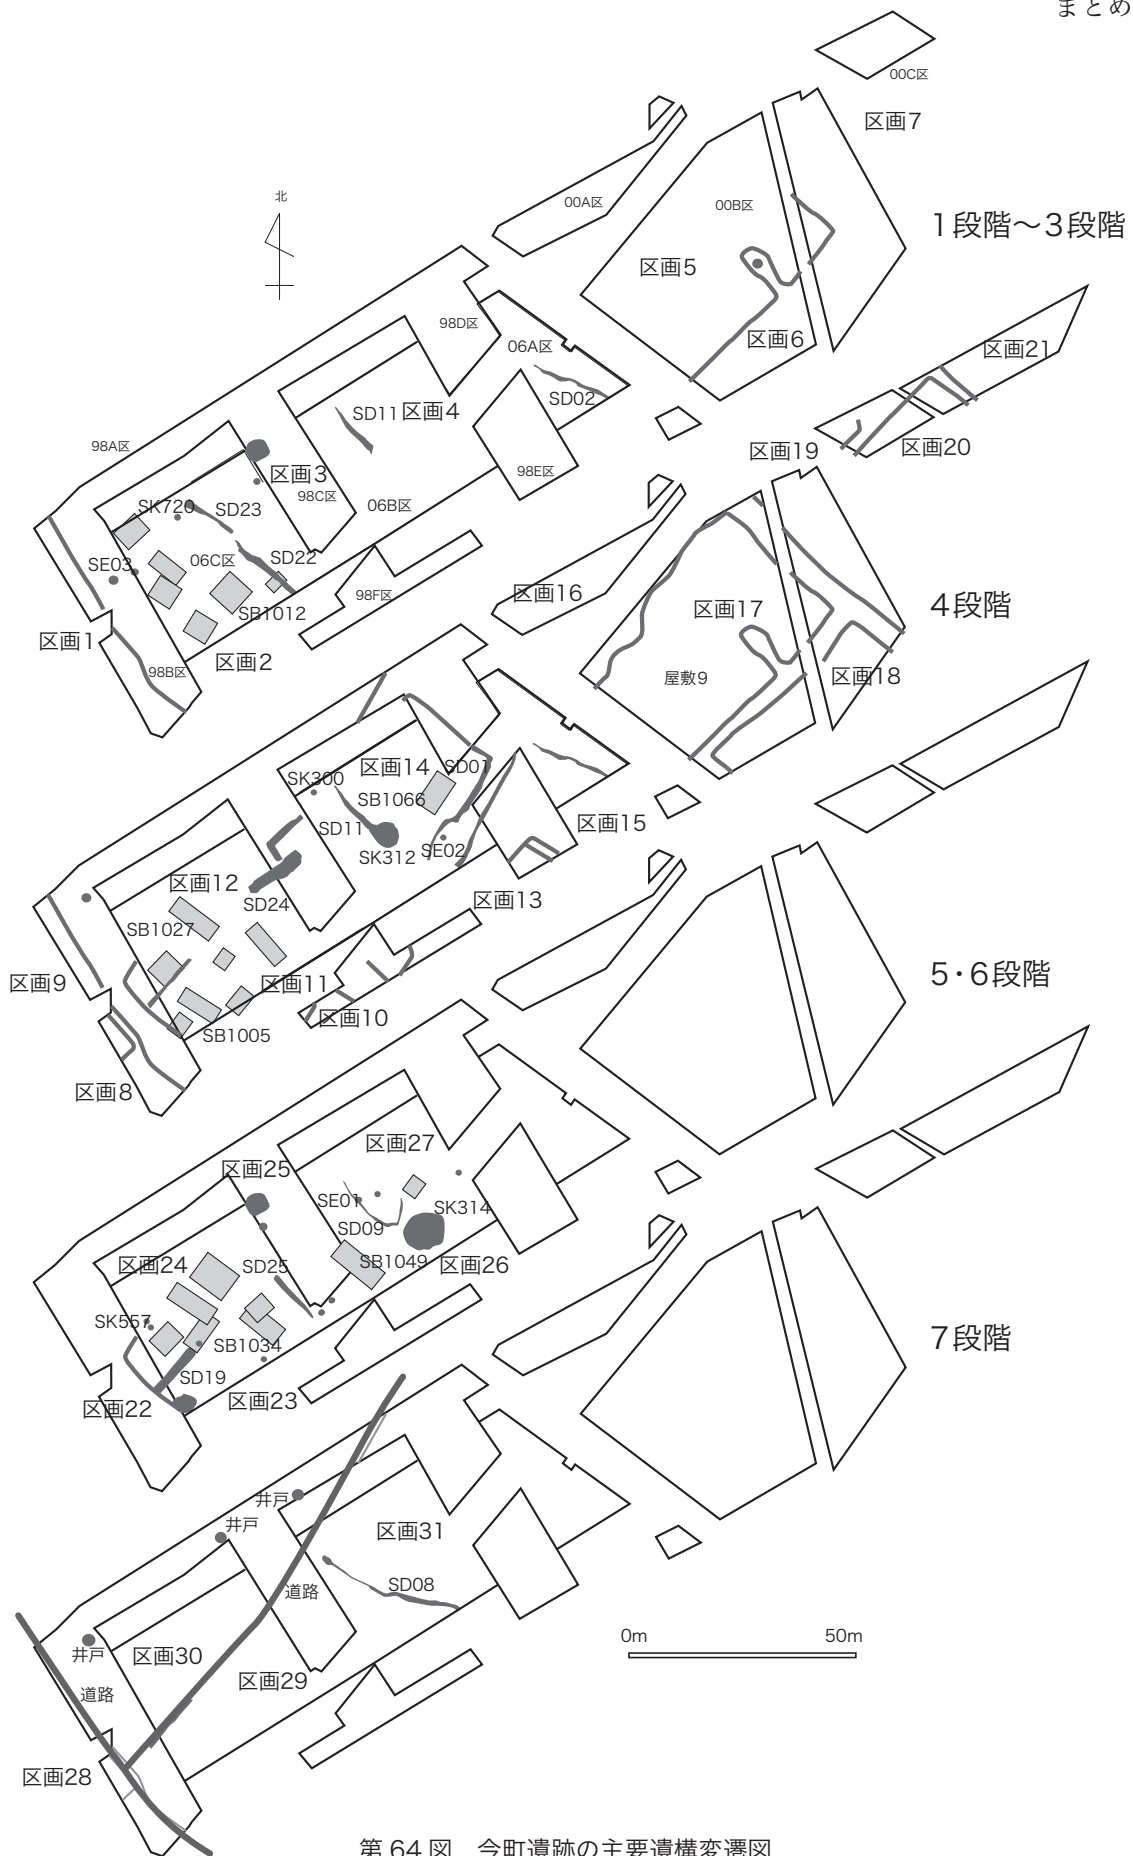 まとめ
00C区
区画7
00A区
00B区
北
1段階～3段階
区画5
区画6
98D区
06A区
区画21
SD02
SD11
区画4
区画19
区画20
98A区
区画3
98C区
98E区
06B区
SK720
SD23
SE03
06C区
SD22
98F区
SB1012
区画1
区画2
98B区
区画16
区画17
4段階
屋敷9
区画18
区画14
SD01
SK300
SB1066
SD11
区画15
SK312
SE02
区画12
SD24
区画13
SB1027
区画9
区画11
区画10
SB1005
区画8
5・6段階
区画27
区画25
SE01
SK314
SD09
区画24
SD25
SB1049
区画26
SK557
SB1034
SD19
区画22
区画23
7段階
井戸
井戸
区画31
道路
SD08
井戸
区画30
道路
区画29
0m
50m
区画28
第 64 図　今町遺跡の主要遺構変遷図